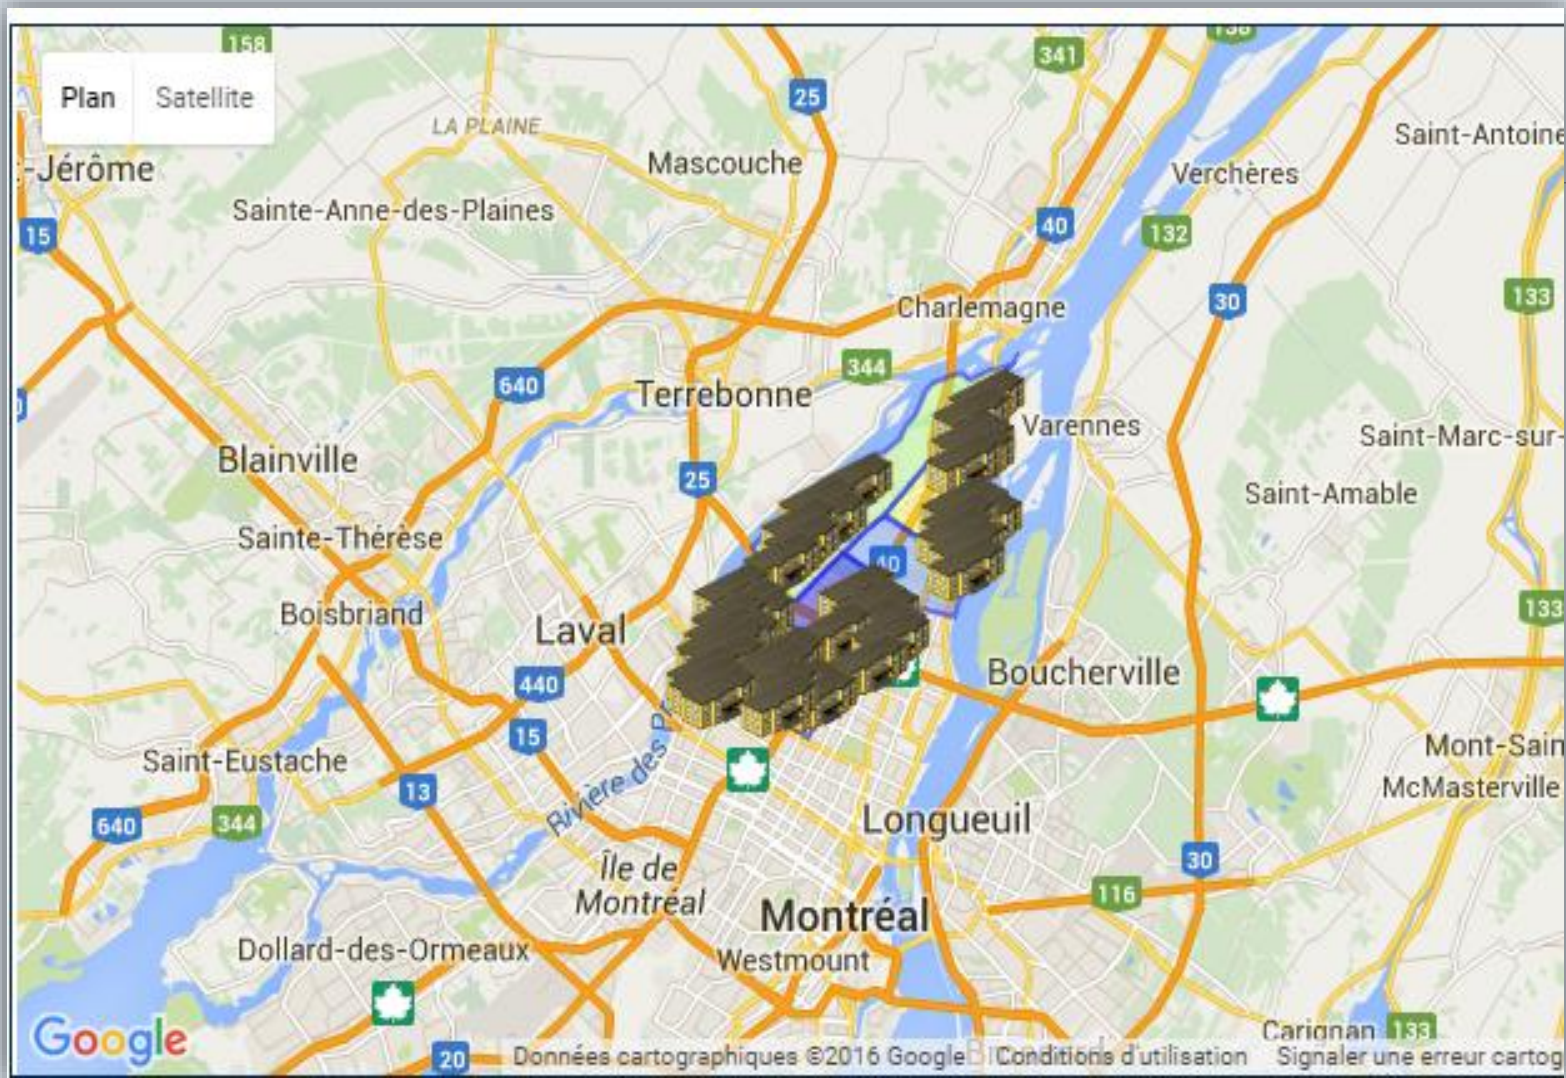 158
341
138
25
Plan Satellite
LA PLAINE
Saint-Antoine
Mascouche
-Jérôme
Verchères
Sainte-Anne-des-Plaines
15
40
132
30
133
Charlemagne
344
640
Terrebonne
Varennes
Saint-Marc-sur-
Blainville
25
Saint-Amable
Sainte-Thérèse
40
Boisbriand
133
Laval
Boucherville
440
15
Mont-Sain
Saint-Eustache
McMasterville
13
Rivière des Pr
640
344
Longueuil
30
Île de
Montréal
116
Montréal
Dollard-des-Ormeaux
Westmount
Carignan
133
Google
20
Données cartographiques ©2016 Google
Conditions d'utilisation
Signaler une erreur cartog